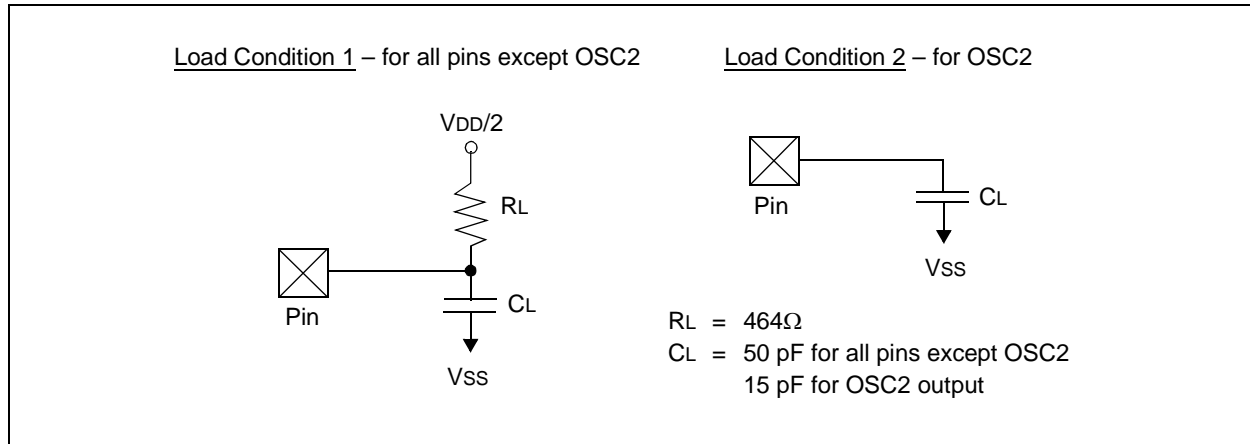 Load Condition 1 – for all pins except OSC2
Load Condition 2 – for OSC2
VDD/2
RL
Pin
CL
VSS
Pin
CL
VSS
RL = 464Ω
CL = 50 pF for all pins except OSC2
15 pF for OSC2 output